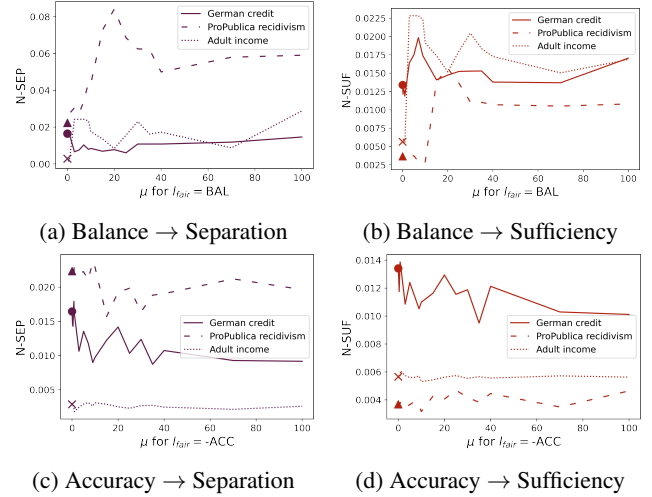 German credit
ProPublica recidivism
Adult income
N-SEP
0.08
0.06
0.04
0.02
0.00
0 20 40 60 80 100
μ for l_fair = BAL
(a) Balance → Separation
German credit
ProPublica recidivism
Adult income
N-SUF
0.0225
0.0200
0.0175
0.0150
0.0125
0.0100
0.0075
0.0050
0.0025
0 20 40 60 80 100
μ for l_fair = BAL
(b) Balance → Sufficiency
N-SEP
0.020
0.015
0.010
0.005
German credit
ProPublica recidivism
Adult income
0 20 40 60 80 100
μ for l_fair = -ACC
(c) Accuracy → Separation
N-SUF
0.014
0.012
0.010
0.008
0.006
0.004
German credit
ProPublica recidivism
Adult income
0 20 40 60 80 100
μ for l_fair = -ACC
(d) Accuracy → Sufficiency